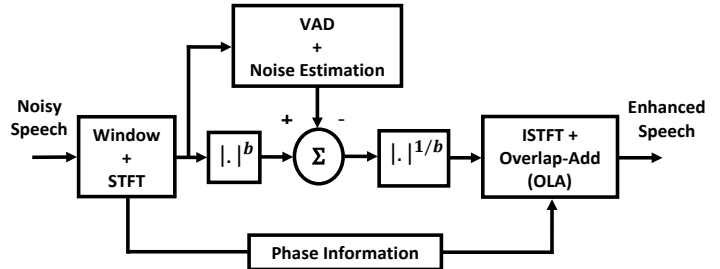 VAD
+
Noise Estimation
Noisy
Speech
Window
+
STFT
|.|^b
+
-
Σ
|.|^{1/b}
ISTFT +
Overlap-Add
(OLA)
Enhanced
Speech
Phase Information